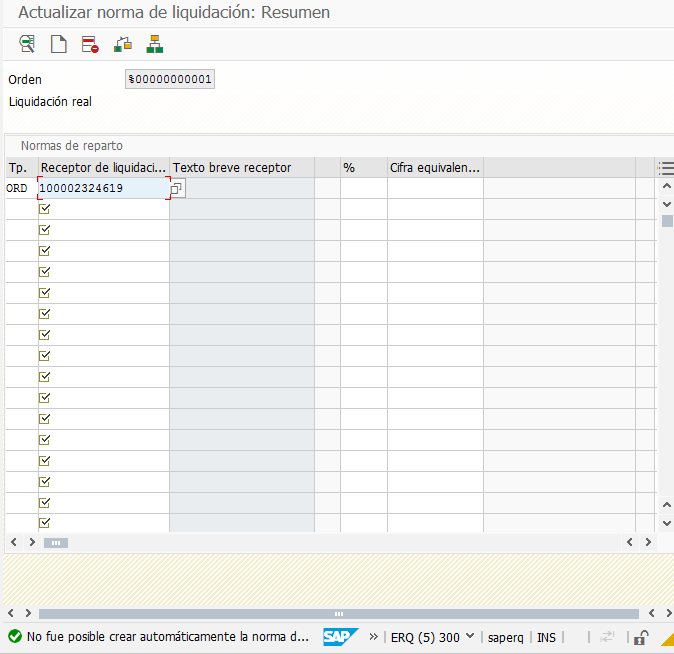 Actualizar norma de liquidación: Resumen
Orden %00000000001
Liquidación real
Normas de reparto
Tp. Receptor de liquidaci... Texto breve receptor % Cifra equivalen...
ORD 100002324619
No fue posible crear automáticamente la norma d... SAP ERQ (5) 300 saperq INS